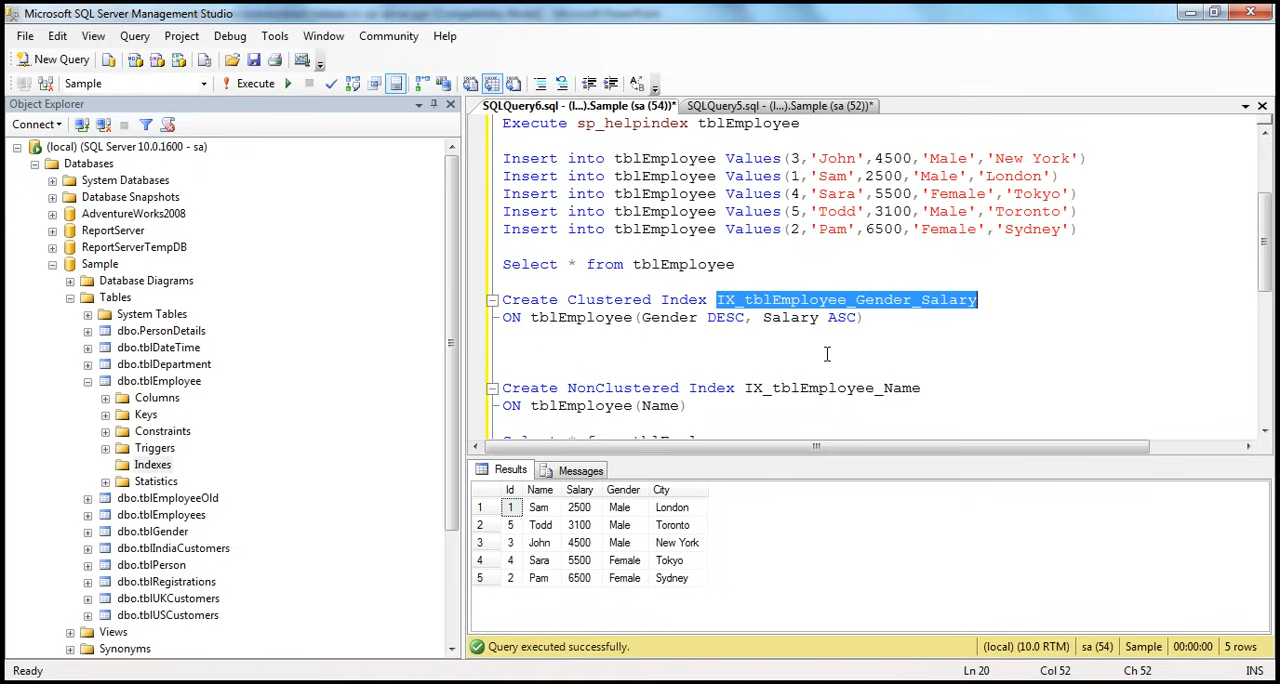 Microsoft SQL Server Management Studio
File Edit View Query Project Debug Tools Window Community Help
New Query
Sample Execute
Object Explorer
SQLQuery6.sql - (l...).Sample (sa (54))* SQLQuery5.sql - (l...).Sample (sa (52))*
Connect
(local) (SQL Server 10.0.1600 - sa)
Databases
System Databases
Database Snapshots
AdventureWorks2008
ReportServer
ReportServerTempDB
Sample
Database Diagrams
Tables
System Tables
dbo.PersonDetails
dbo.tblDateTime
dbo.tblDepartment
dbo.tblEmployee
Columns
Keys
Constraints
Triggers
Indexes
Statistics
dbo.tblEmployeeOld
dbo.tblEmployees
dbo.tblGender
dbo.tblIndiaCustomers
dbo.tblPerson
dbo.tblRegistrations
dbo.tblUKCustomers
dbo.tblUSCustomers
Views
Synonyms
Execute sp_helpindex tblEmployee
Insert into tblEmployee Values(3,'John',4500,'Male','New York')
Insert into tblEmployee Values(1,'Sam',2500,'Male','London')
Insert into tblEmployee Values(4,'Sara',5500,'Female','Tokyo')
Insert into tblEmployee Values(5,'Todd',3100,'Male','Toronto')
Insert into tblEmployee Values(2,'Pam',6500,'Female','Sydney')
Select * from tblEmployee
Create Clustered Index IX_tblEmployee_Gender_Salary
ON tblEmployee(Gender DESC, Salary ASC)
Create NonClustered Index IX_tblEmployee_Name
ON tblEmployee(Name)
Results Messages
Id Name Salary Gender City
1 1 Sam 2500 Male London
2 5 Todd 3100 Male Toronto
3 3 John 4500 Male New York
4 4 Sara 5500 Female Tokyo
5 2 Pam 6500 Female Sydney
Query executed successfully. (local) (10.0 RTM) sa (54) Sample 00:00:00 5 rows
Ready Ln 20 Col 52 Ch 52 INS